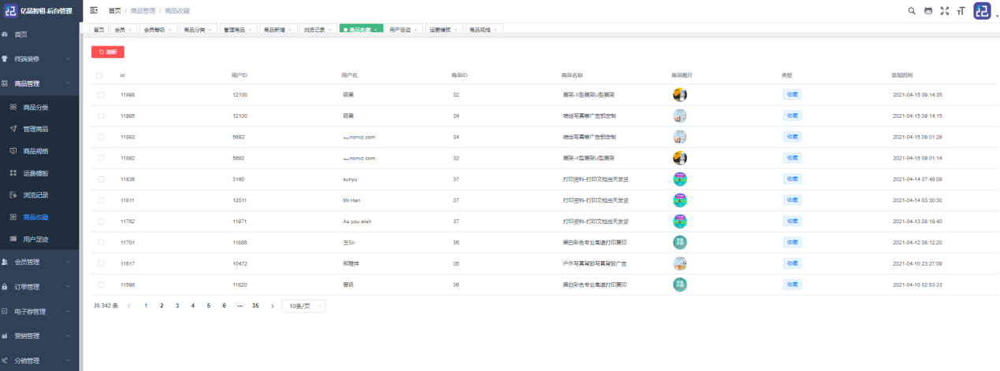 亿品智租-后台管理
首页 / 商品管理 / 商品收藏
首页 会员 × 会员等级 × 商品分类 × 管理商品 × 商品新增 × 浏览记录 × 商品收藏 × 用户足迹 × 运费模板 × 商品规格 ×
首页
终端装修
商品管理
商品分类
管理商品
商品规格
运费模板
浏览记录
商品收藏
用户足迹
会员管理
订单管理
电子券管理
营销管理
分销管理
刷新
id 用户ID 用户名 商品ID 商品名称 商品图片 类型 添加时间
11898 12100 硕果 32 展架-X型展架U型展架 收藏 2021-04-15 09:14:35
11895 12100 硕果 34 喷绘写真等广告部定制 收藏 2021-04-15 09:14:15
11893 5692 nonvz.com 34 喷绘写真等广告部定制 收藏 2021-04-15 09:01:29
11892 5692 nonvz.com 32 展架-X型展架U型展架 收藏 2021-04-15 09:01:14
11836 3160 sunyu 37 打印资料-打印文档当天发货 收藏 2021-04-14 07:48:09
11811 12011 Mr.Han 37 打印资料-打印文档当天发货 收藏 2021-04-14 03:30:30
11762 11971 As you wish 37 打印资料-打印文档当天发货 收藏 2021-04-13 08:18:40
11701 11886 王Sir 36 黑白彩色专业高速打印复印 收藏 2021-04-12 08:12:20
11617 10472 郑雅萍 35 户外写真背胶写真背胶广告 收藏 2021-04-10 23:27:09
11596 11820 晋级 36 黑白彩色专业高速打印复印 收藏 2021-04-10 02:53:33
共 342 条 1 2 3 4 5 6 ··· 35 10条/页